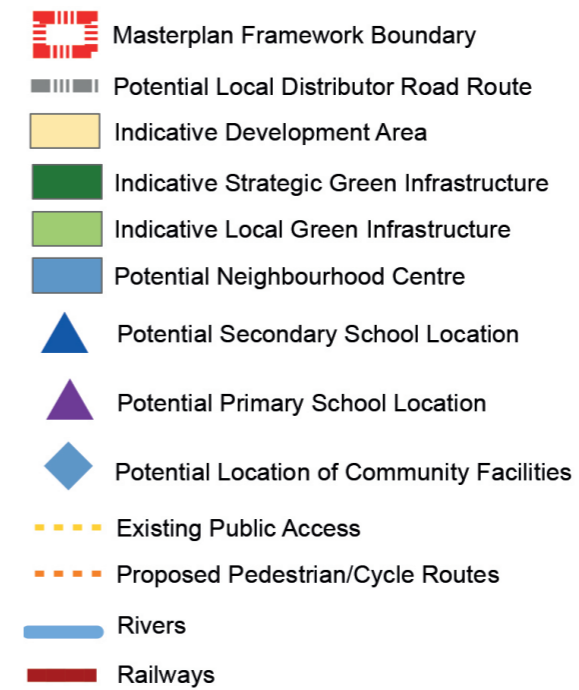 Masterplan Framework Boundary
Potential Local Distributor Road Route
Indicative Development Area
Indicative Strategic Green Infrastructure
Indicative Local Green Infrastructure
Potential Neighbourhood Centre
Potential Secondary School Location
Potential Primary School Location
Potential Location of Community Facilities
Existing Public Access
Proposed Pedestrian/Cycle Routes
Rivers
Railways